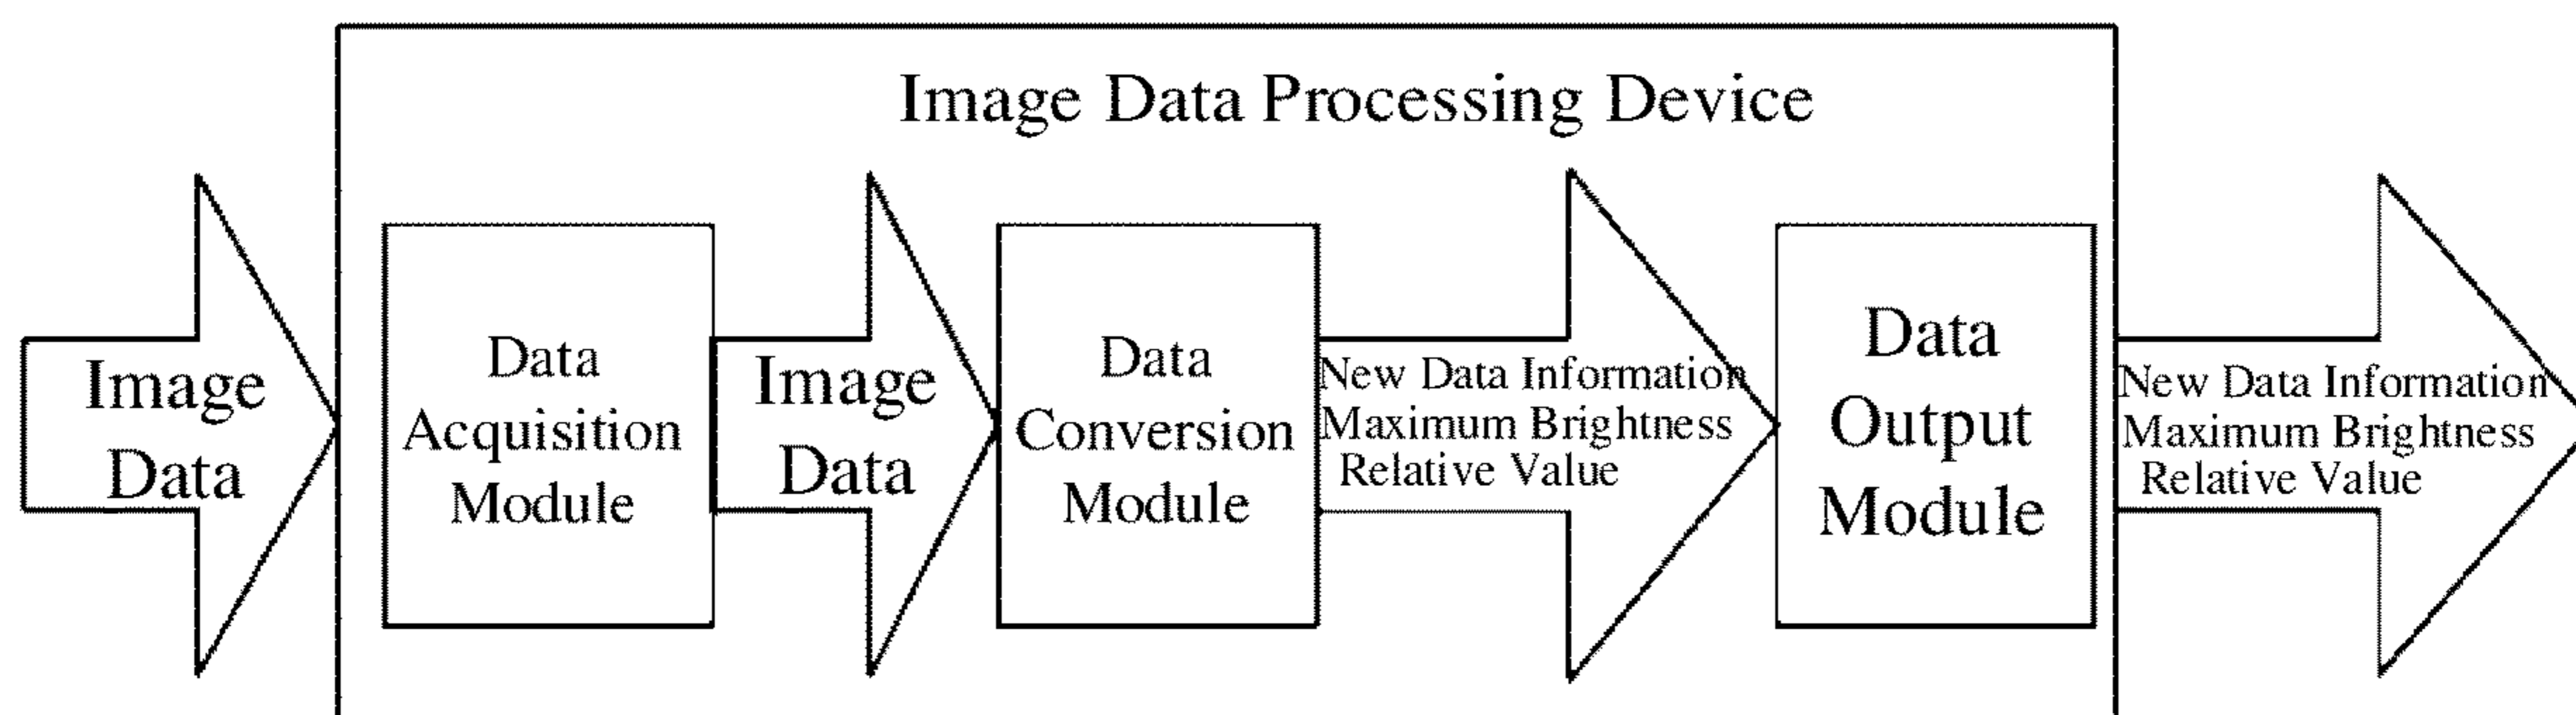 Image Data Processing Device
Image
Data
Data
Acquisition
Module
Image
Data
Data
Conversion
Module
New Data Information
Maximum Brightness
Relative Value
Data
Output
Module
New Data Information
Maximum Brightness
Relative Value